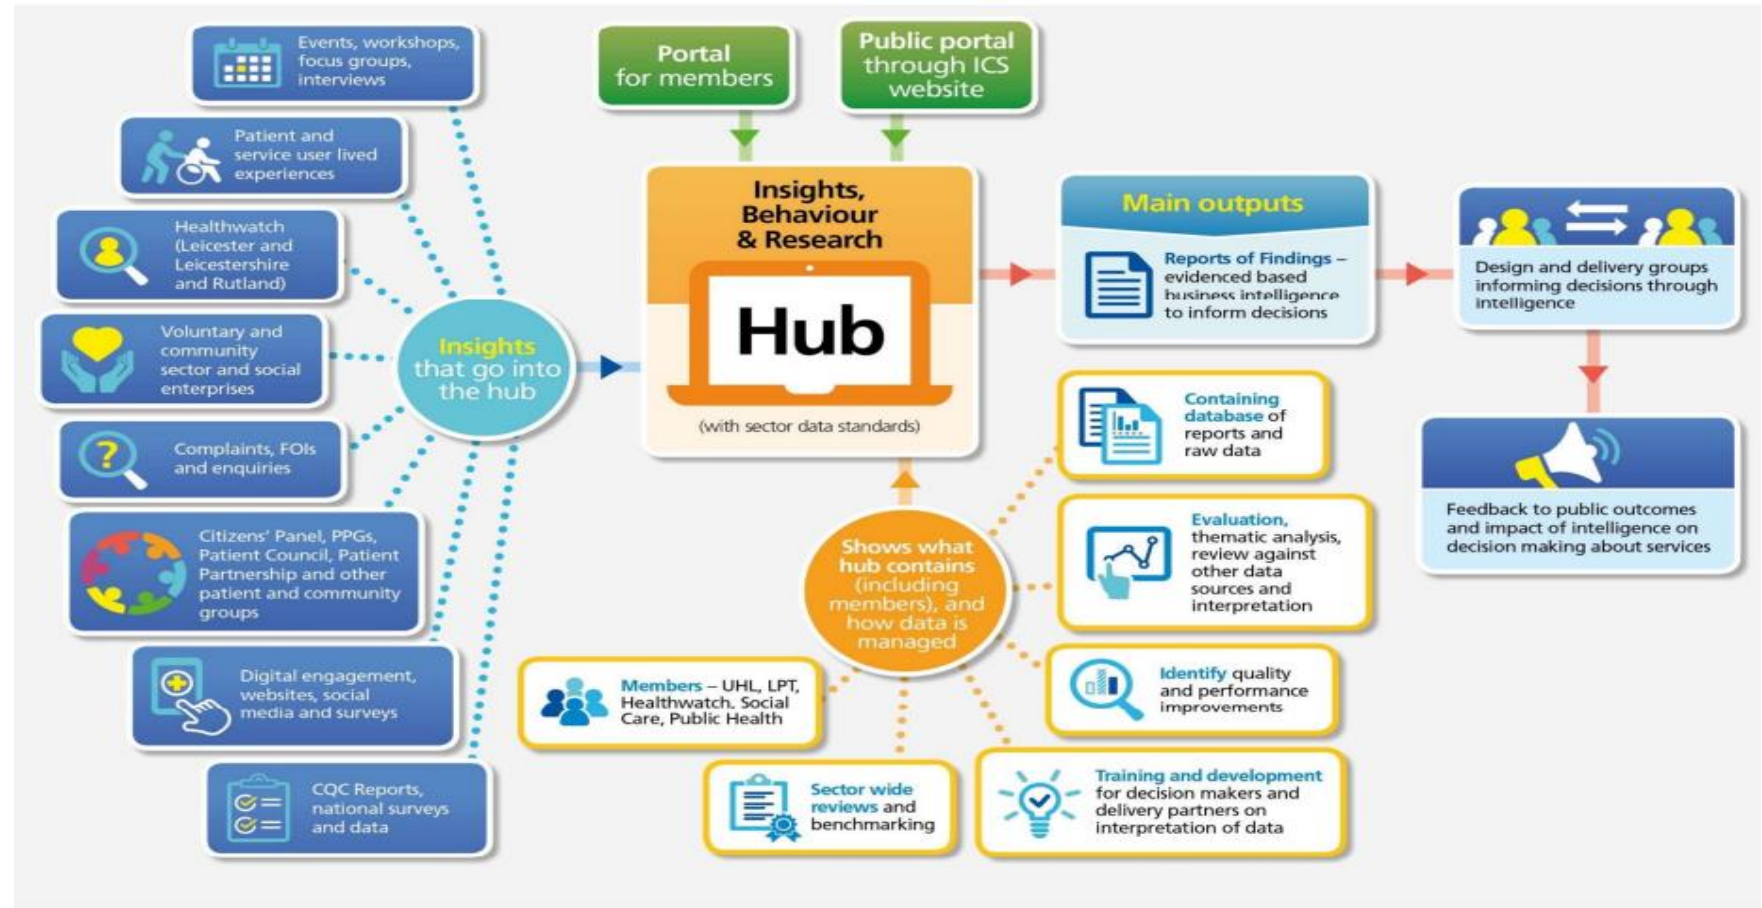 Events, workshops,
focus groups,
interviews
Patient and
service user lived
experiences
Healthwatch
(Leicester and
Leicestershire
and Rutland)
Voluntary and
community
sector and social
enterprises
Complaints, FOIs
and enquiries
Citizens' Panel, PPGs,
Patient Council, Patient
Partnership and other
patient and community
groups
Digital engagement,
websites, social
media and surveys
CQC Reports,
national surveys
and data
Insights
that go into
the hub
Portal
for members
Public portal
through ICS
website
Insights,
Behaviour
& Research
Hub
(with sector data standards)
Main outputs
Reports of Findings –
evidenced based
business intelligence
to inform decisions
Design and delivery groups
informing decisions through
intelligence
Feedback to public outcomes
and impact of intelligence on
decision making about services
Shows what
hub contains
(including
members), and
how data is
managed
Containing
database of
reports and
raw data
Evaluation,
thematic analysis,
review against
other data
sources and
interpretation
Identify quality
and performance
improvements
Training and development
for decision makers and
delivery partners on
interpretation of data
Sector wide
reviews and
benchmarking
Members – UHL, LPT,
Healthwatch. Social
Care, Public Health